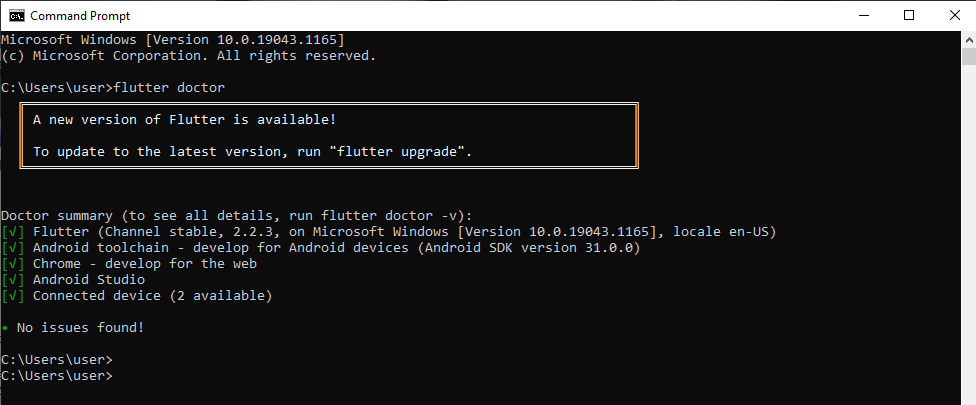 Command Prompt
Microsoft Windows [Version 10.0.19043.1165]
(c) Microsoft Corporation. All rights reserved.
C:\Users\user>flutter doctor
A new version of Flutter is available!
To update to the latest version, run "flutter upgrade".
Doctor summary (to see all details, run flutter doctor -v):
[√] Flutter (Channel stable, 2.2.3, on Microsoft Windows [Version 10.0.19043.1165], locale en-US)
[√] Android toolchain - develop for Android devices (Android SDK version 31.0.0)
[√] Chrome - develop for the web
[√] Android Studio
[√] Connected device (2 available)
• No issues found!
C:\Users\user>
C:\Users\user>